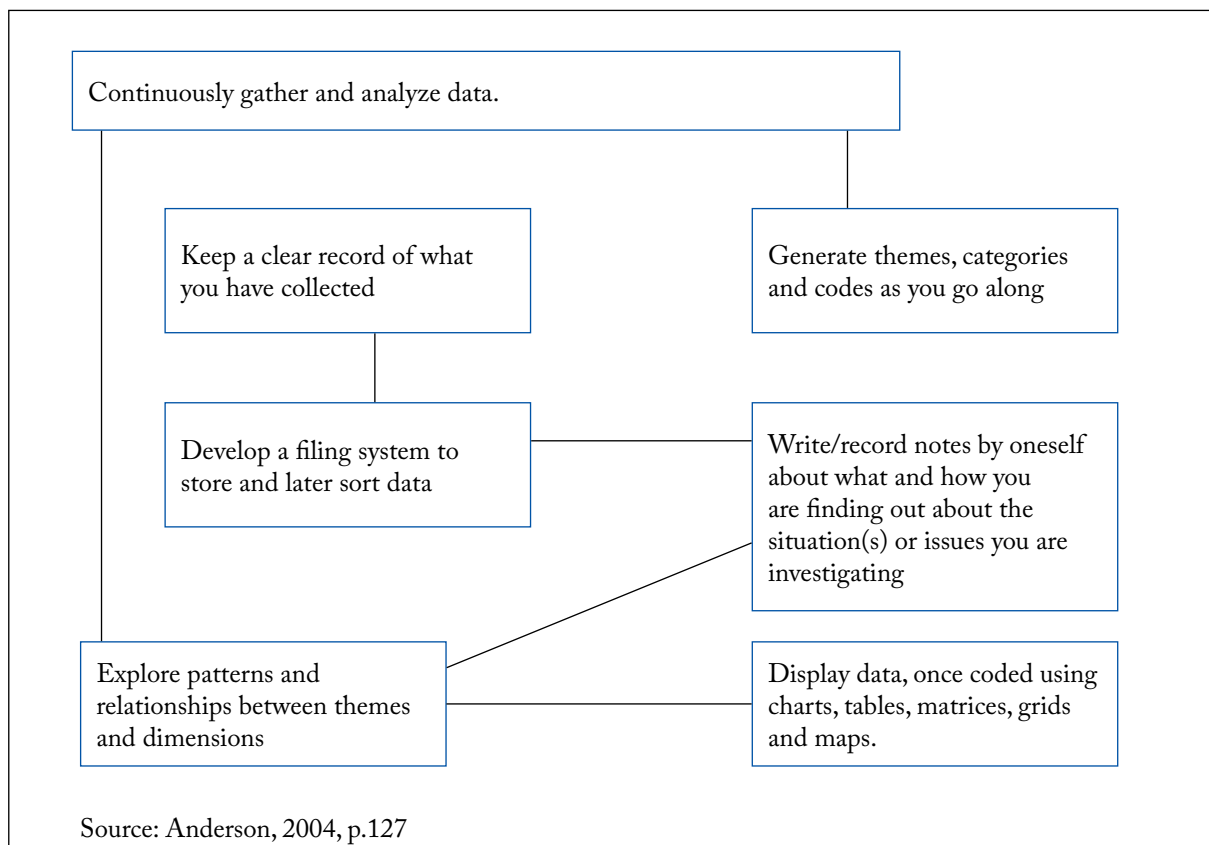 Continuously gather and analyze data.
Keep a clear record of what
you have collected
Generate themes, categories
and codes as you go along
Develop a filing system to
store and later sort data
Write/record notes by oneself
about what and how you
are finding out about the
situation(s) or issues you are
investigating
Explore patterns and
relationships between themes
and dimensions
Display data, once coded using
charts, tables, matrices, grids
and maps.
Source: Anderson, 2004, p.127